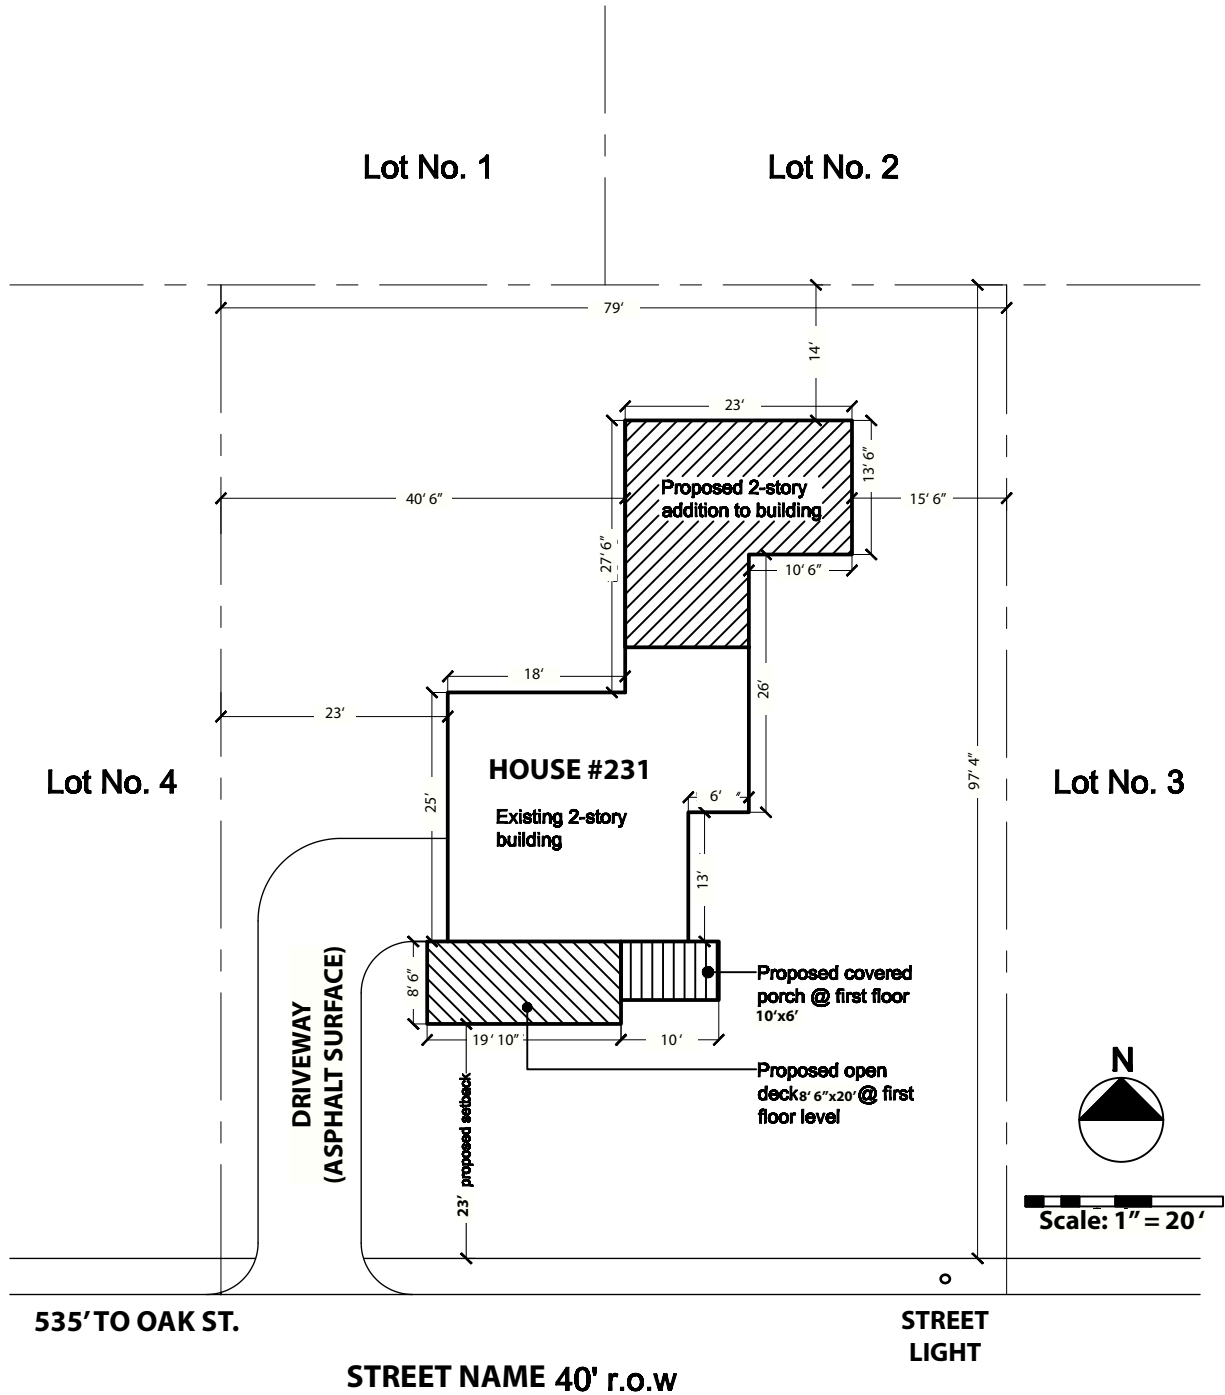 Lot No. 1
Lot No. 2
79'
14'
23'
13' 6"
Proposed 2-story
addition to building
40' 6"
15' 6"
27' 6"
10' 6"
18'
26'
23'
HOUSE #231
Lot No. 4
97' 4"
Lot No. 3
25'
6' "
Existing 2-story
building
13'
DRIVEWAY
(ASPHALT SURFACE)
8' 6"
Proposed covered
porch @ first floor
10'x6'
19' 10"
10'
Proposed open
deck 8' 6"x20' @ first
floor level
23' proposed setback
N
Scale: 1" = 20'
535' TO OAK ST.
STREET
LIGHT
STREET NAME 40' r.o.w